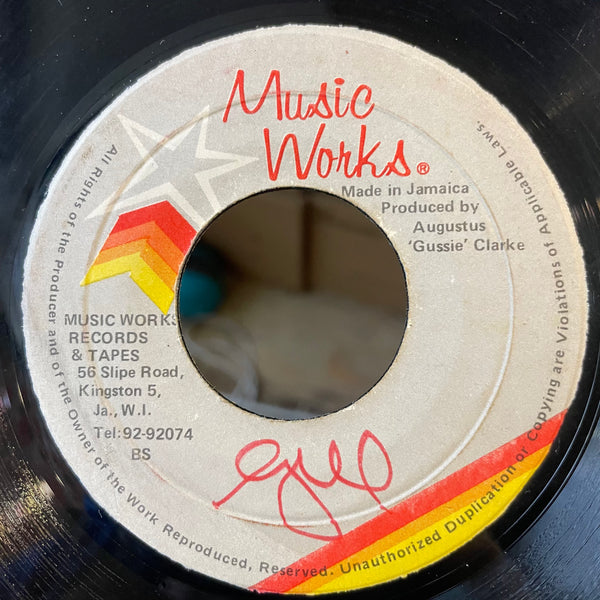 Music
Works®
Made in Jamaica
Produced by
Augustus
'Gussie' Clarke
MUSIC WORKS
RECORDS
& TAPES
56 Slipe Road,
Kingston 5,
Ja., W.I.
Tel:92-92074
BS
All Rights of the Producer and of the Owner of the Work Reproduced, Reserved. Unauthorized Duplication or Copying are Violations of Applicable Laws.